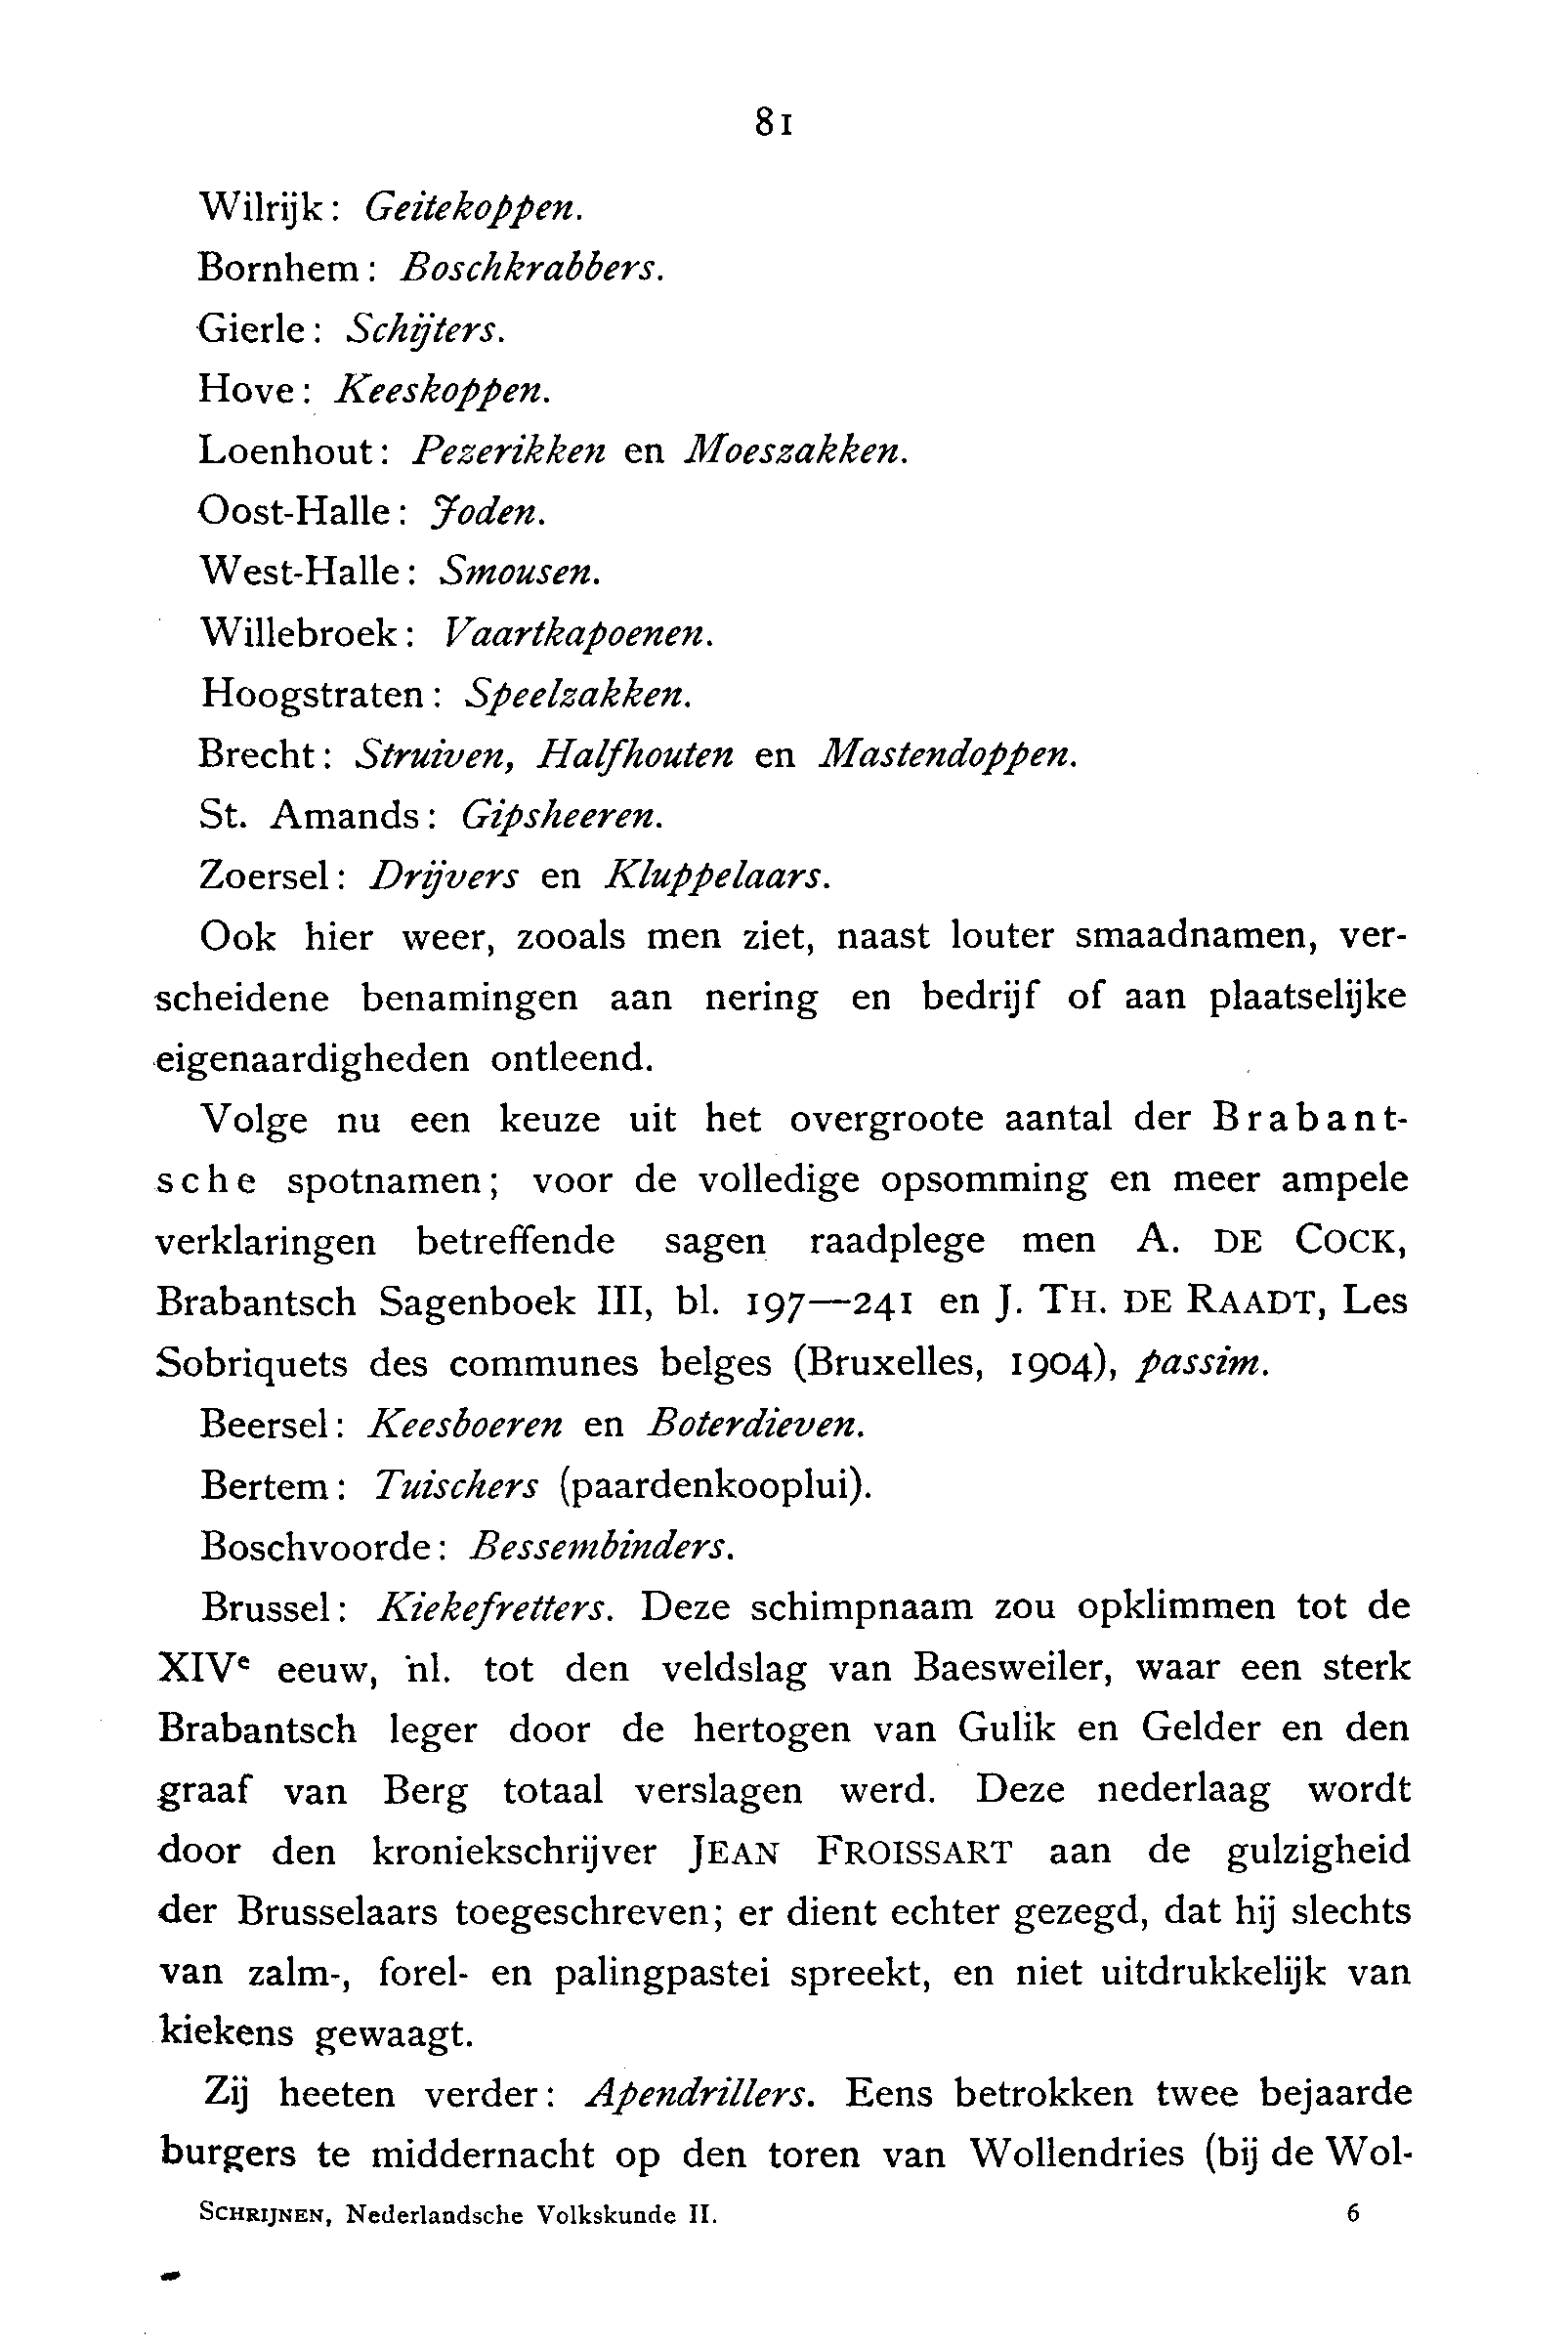 81
Wilrijk: Geitekoppen.
Bornhem: Boschkrabbers.
Gierle: Schijters.
Hove: Keeskoppen.
Loenhout: Pezerikken en Moeszakken.
Oost-Halle: Joden.
West-Halle: Smousen.
Willebroek: Vaartkapoenen.
Hoogstraten: Speelzakken.
Brecht: Struiven, Halfhouten en Mastendoppen.
St. Amands: Gipsheeren.
Zoersel: Drijvers en Kluppelaars.
Ook hier weer, zooals men ziet, naast louter smaadnamen, ver-
scheidene benamingen aan nering en bedrijf of aan plaatselijke
eigenaardigheden ontleend.
Volge nu een keuze uit het overgroote aantal der Brabant-
sche spotnamen; voor de volledige opsomming en meer ampele
verklaringen betreffende sagen raadplege men A. DE COCK,
Brabantsch Sagenboek III, bl. 197—241 en J. TH. DE RAADT, Les
Sobriquets des communes belges (Bruxelles, 1904), passim.
Beersel: Keesboeren en Boterdieven.
Bertem: Tuischers (paardenkooplui).
Boschvoorde: Bessembinders.
Brussel: Kiekefretters. Deze schimpnaam zou opklimmen tot de
XIVe eeuw, nl. tot den veldslag van Baesweiler, waar een sterk
Brabantsch leger door de hertogen van Gulik en Gelder en den
graaf van Berg totaal verslagen werd. Deze nederlaag wordt
door den kroniekschrijver JEAN FROISSART aan de gulzigheid
der Brusselaars toegeschreven; er dient echter gezegd, dat hij slechts
van zalm-, forel- en palingpastei spreekt, en niet uitdrukkelijk van
kiekens gewaagt.
Zij heeten verder: Apendrillers. Eens betrokken twee bejaarde
burgers te middernacht op den toren van Wollendries (bij de Wol-
SCHRIJNEN, Nederlandsche Volkskunde II. 6